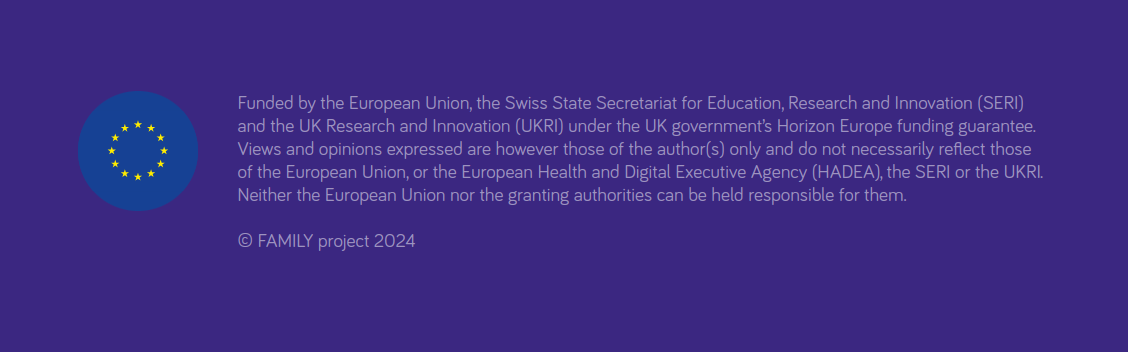 Funded by the European Union, the Swiss State Secretariat for Education, Research and Innovation (SERI)
and the UK Research and Innovation (UKRI) under the UK government's Horizon Europe funding guarantee.
Views and opinions expressed are however those of the author(s) only and do not necessarily reflect those
of the European Union, or the European Health and Digital Executive Agency (HADEA), the SERI or the UKRI.
Neither the European Union nor the granting authorities can be held responsible for them.
© FAMILY project 2024